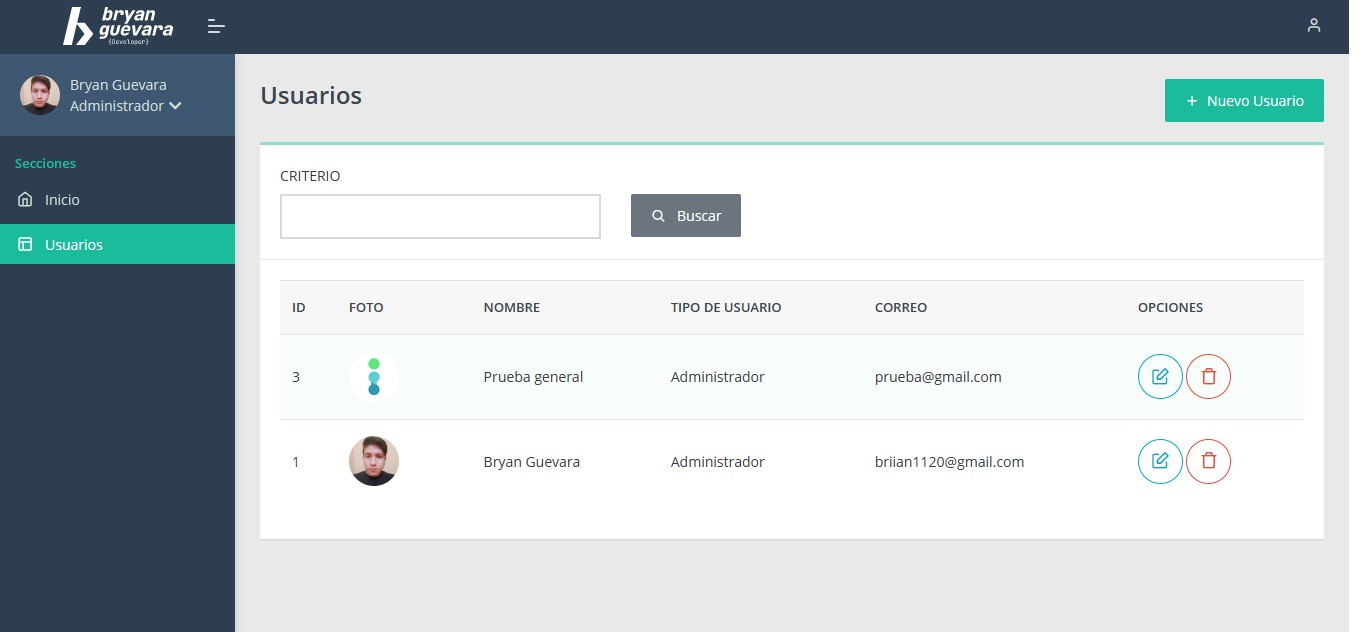 bryan
guevara
{Developer}
Bryan Guevara
Administrador
Secciones
Inicio
Usuarios
Usuarios
+ Nuevo Usuario
CRITERIO
Buscar
ID FOTO NOMBRE TIPO DE USUARIO CORREO OPCIONES
3 Prueba general Administrador prueba@gmail.com
1 Bryan Guevara Administrador briian1120@gmail.com